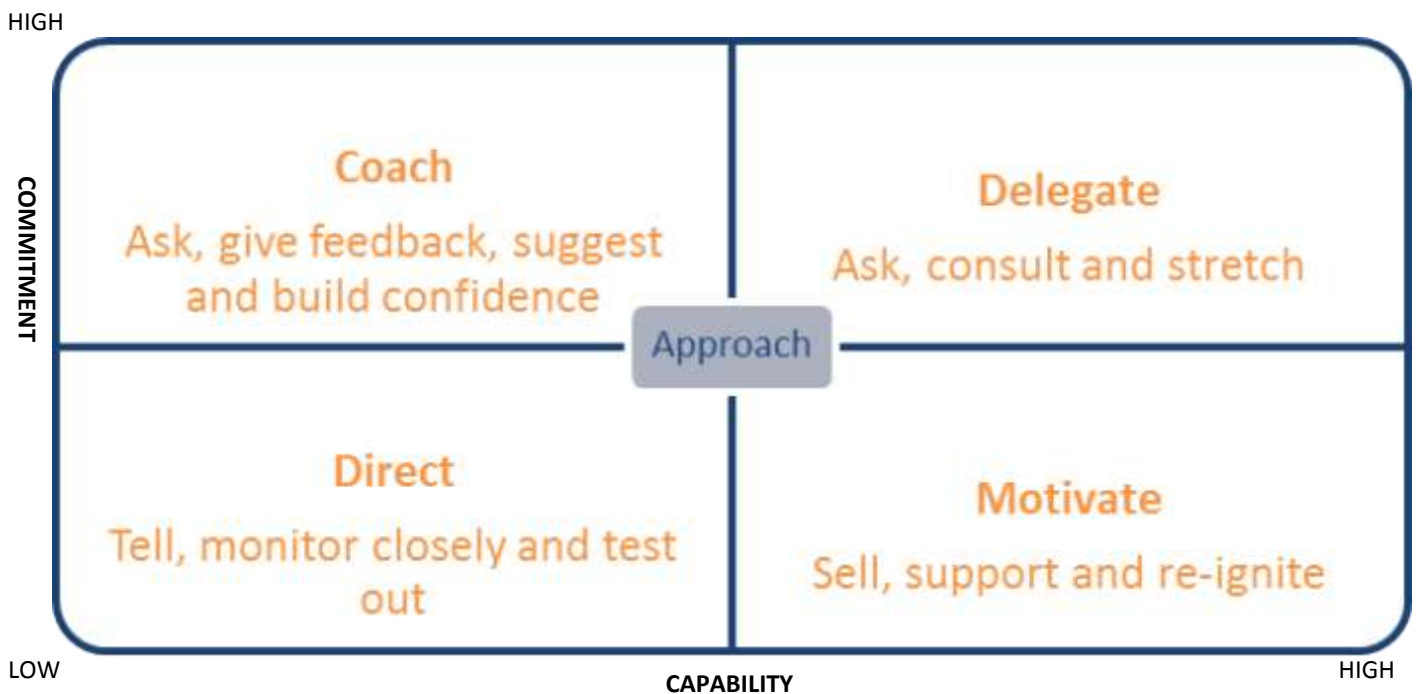 HIGH
COMMITMENT
Coach
Ask, give feedback, suggest
and build confidence
Delegate
Ask, consult and stretch
Approach
Direct
Tell, monitor closely and test
out
Motivate
Sell, support and re-ignite
LOW
CAPABILITY
HIGH